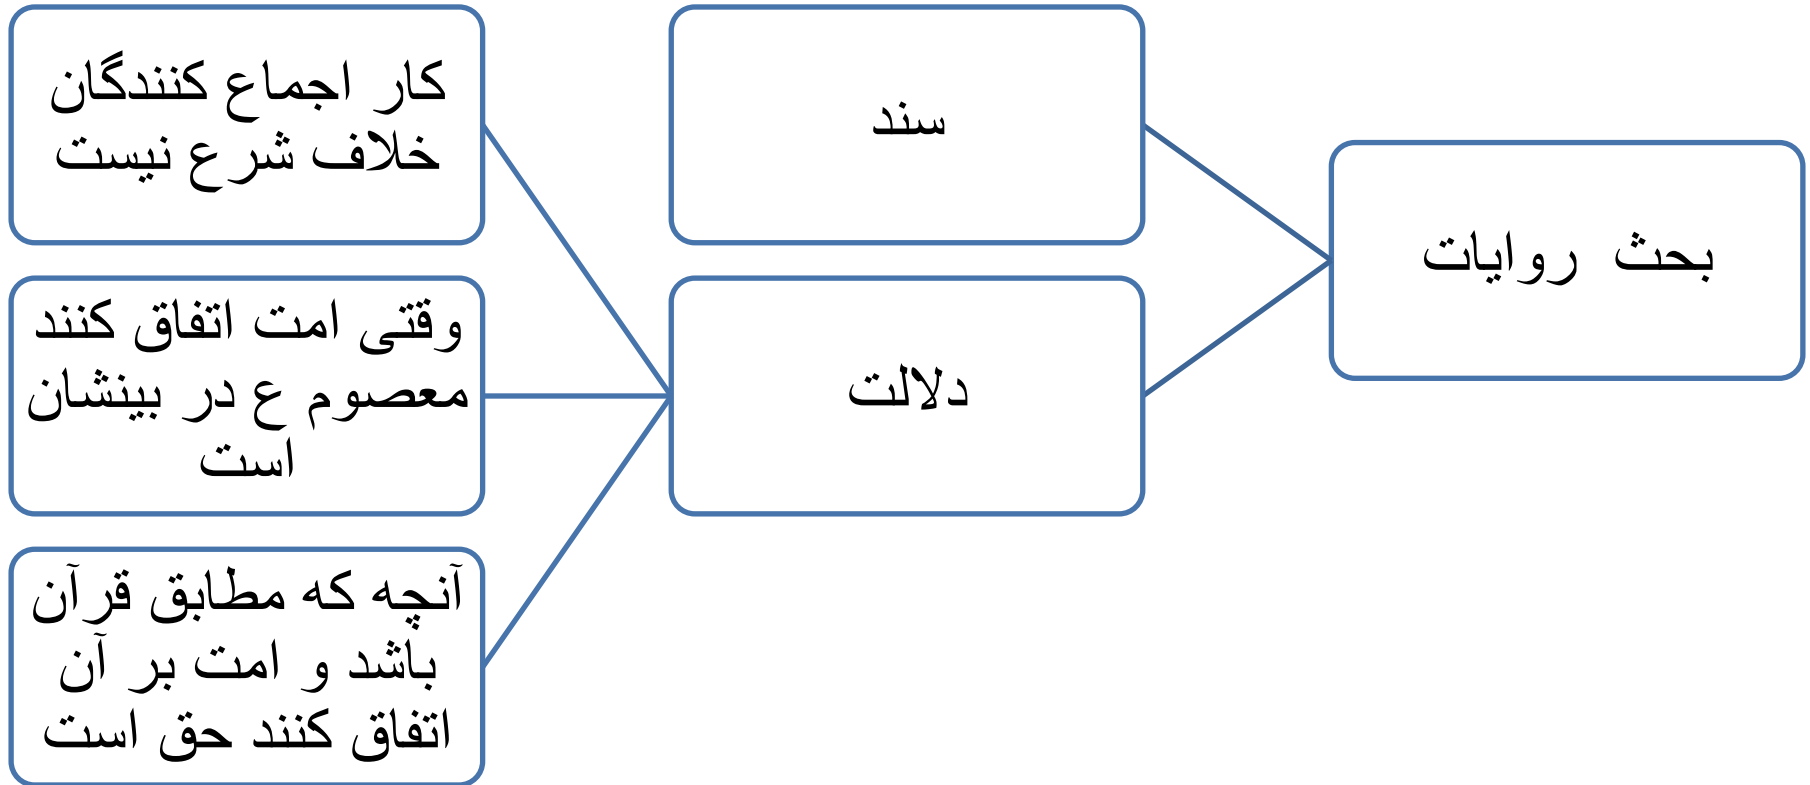 بحث روایات
سند
دلالت
کار اجماع کنندگان
خلاف شرع نیست
وقتی امت اتفاق کنند
معصوم ع در بینشان
است
آنچه که مطابق قرآن
باشد و امت بر آن
اتفاق کنند حق است